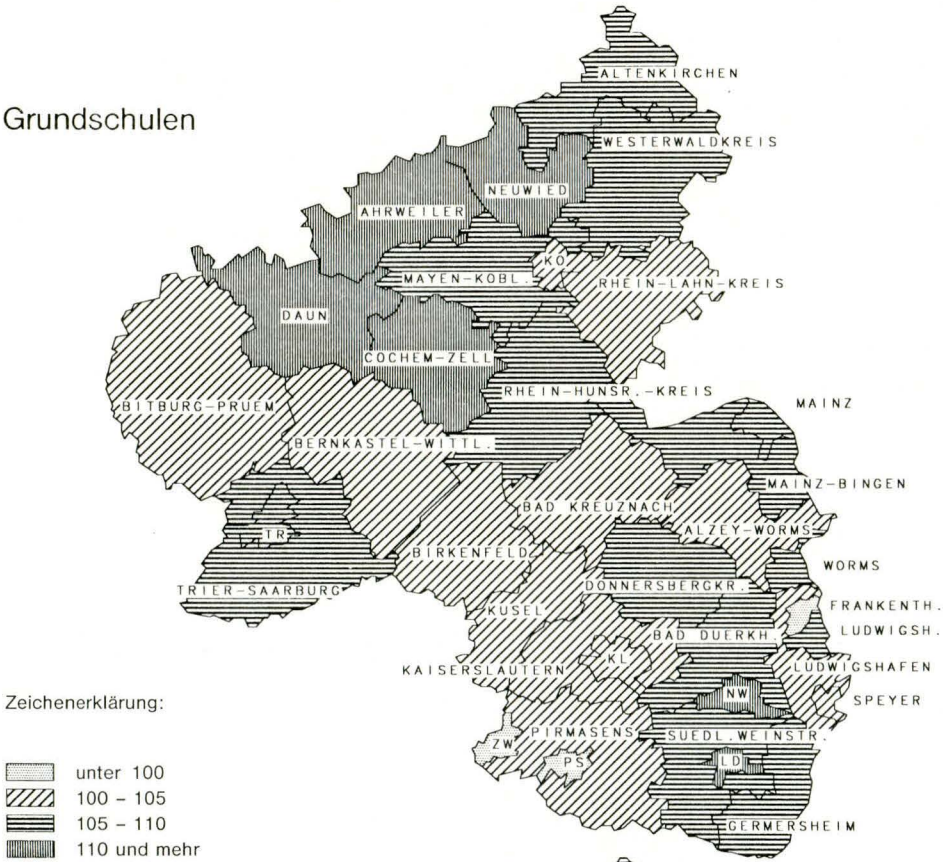 ALTENKIRCHEN
Grundschulen
WESTERWALDKREIS
NEUWIED
AHRWEILER
KO
MAYEN-KOBL.
RHEIN-LAHN-KREIS
DAUN
COCHEM-ZELL
RHEIN-HUNSR.-KREIS
MAINZ
BITBURG-PRUEM
BERNKASTEL-WITTL.
MAINZ-BINGEN
BAD KREUZNACH
ALZEY-WORMS
TR
BIRKENFELD
WORMS
TRIER-SAARBURG
DONNERSBERGKR.
KUSEL
FRANKENTH.
BAD DUERKH.
LUDWIGSH.
KL
KAISERSLAUTERN
LUDWIGSHAFEN
NW
SPEYER
Zeichenerklärung:
PIRMASENS
SUEDL.WEINSTR.
ZW
PS
LD
unter 100
100 – 105
105 – 110
GERMERSHEIM
110 und mehr